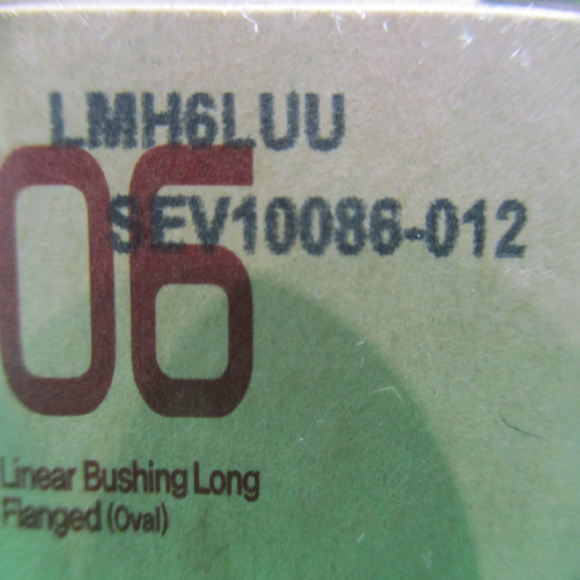 LMH6LUU
06
SEV10086-012
Linear Bushing Long
Flanged (Oval)